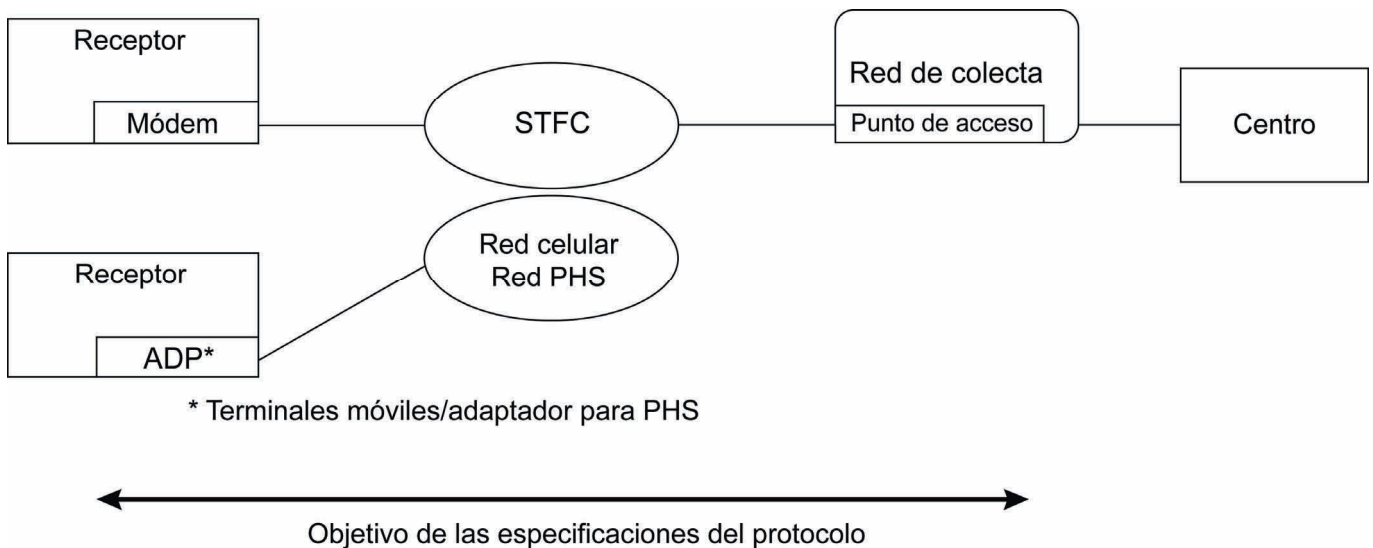 Receptor
Módem
STFC
Red de colecta
Punto de acceso
Centro
Red celular
Red PHS
Receptor
ADP*
* Terminales móviles/adaptador para PHS
Objetivo de las especificaciones del protocolo